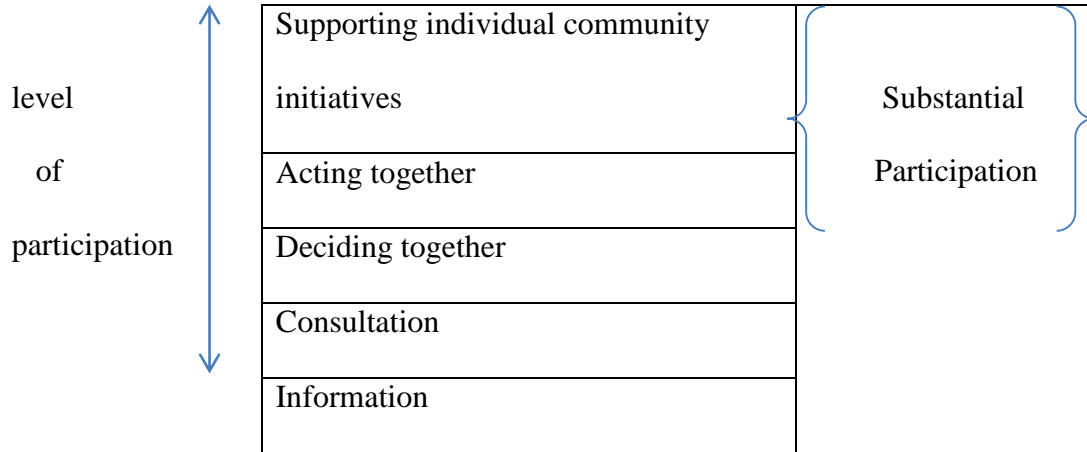 level
of
participation
Supporting individual community
initiatives
Acting together
Deciding together
Consultation
Information
Substantial
Participation